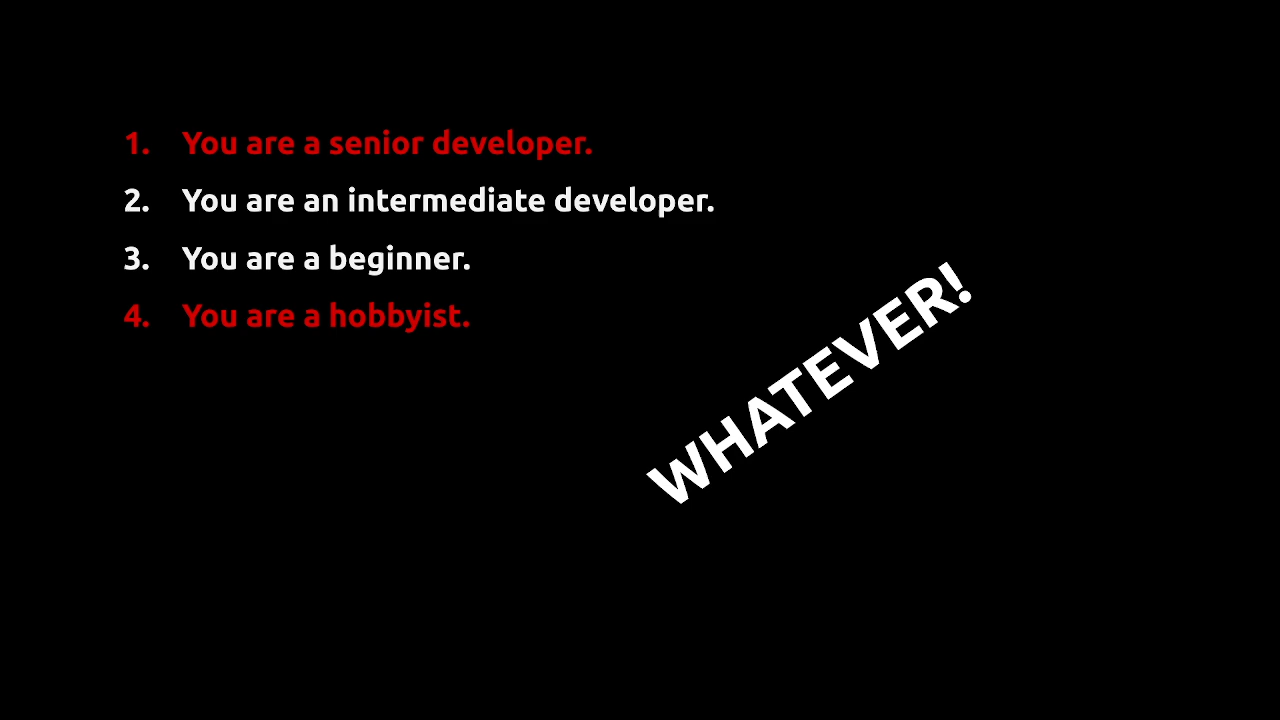 1. You are a senior developer.
2. You are an intermediate developer.
3. You are a beginner.
4. You are a hobbyist.
WHATEVER!